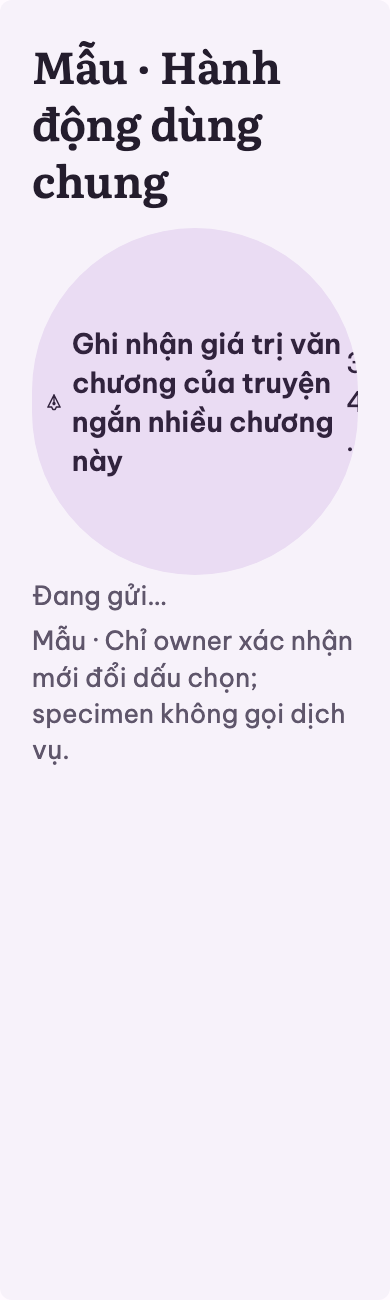 Mẫu · Hành
động dùng
chung
Ghi nhận giá trị văn
chương của truyện
ngắn nhiều chương
này
Đang gửi...
Mẫu · Chỉ owner xác nhận
mới đổi dấu chọn;
specimen không gọi dịch
vụ.